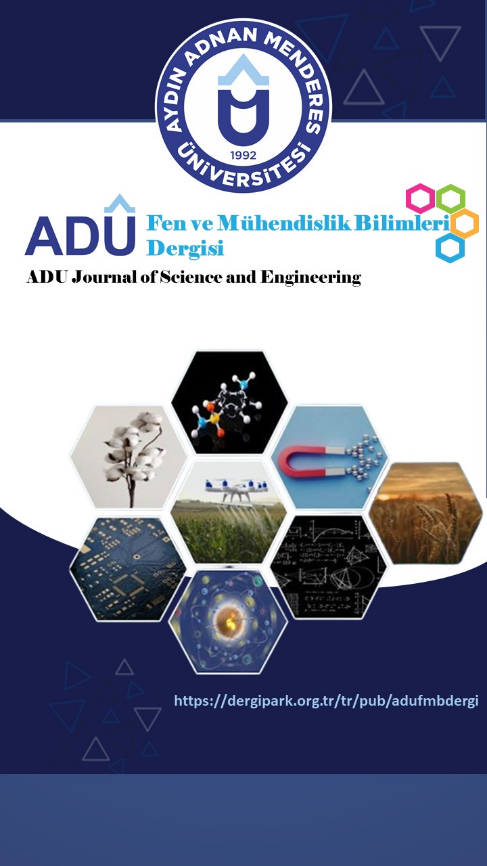 AYDIN ADNAN MENDERES
ÜNİVERSİTESİ
1992
ADU
Fen ve Mühendislik Bilimleri
Dergisi
ADU Journal of Science and Engineering
https://dergipark.org.tr/tr/pub/adufmbdergi